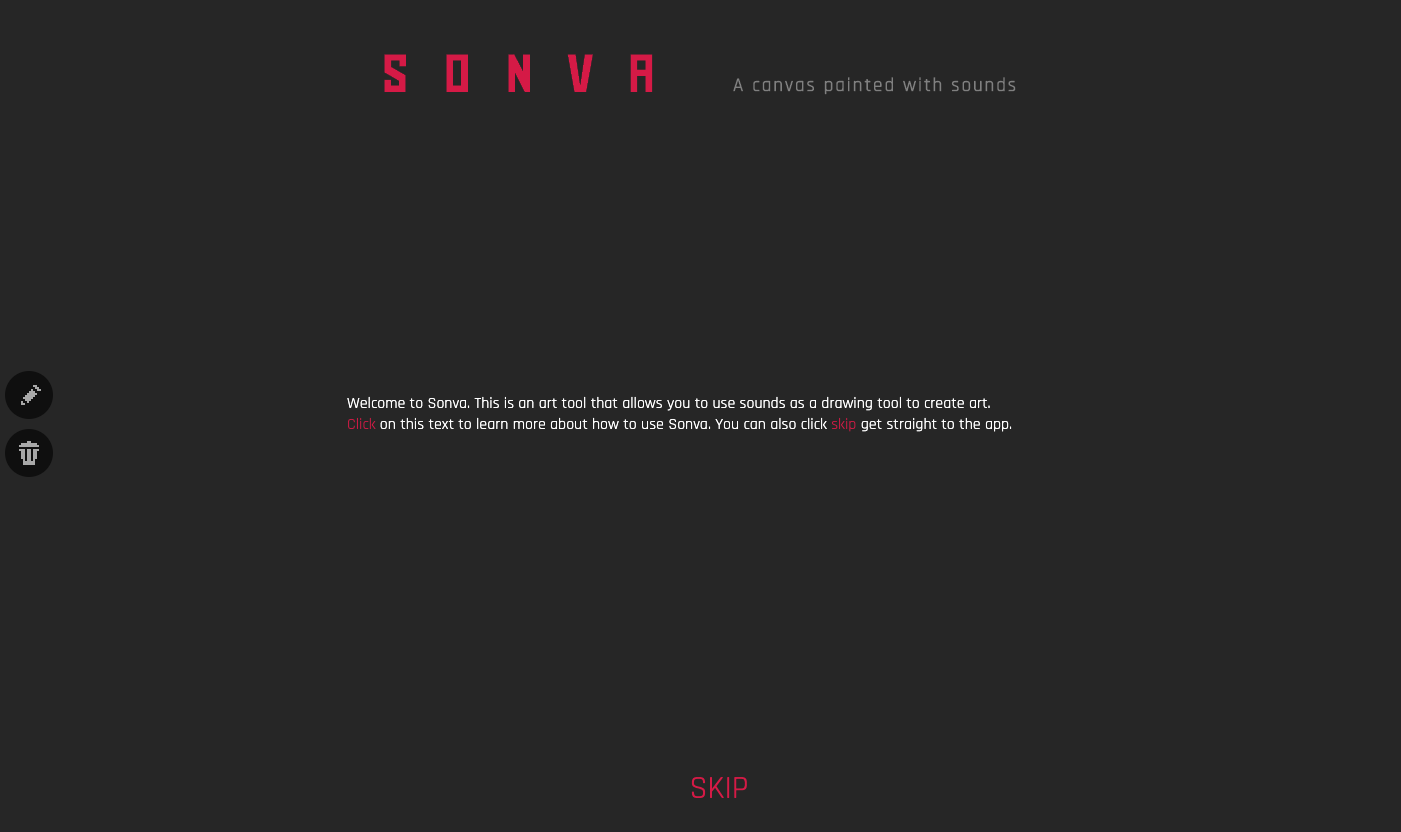 SONVA
A canvas painted with sounds
Welcome to Sonva. This is an art tool that allows you to use sounds as a drawing tool to create art.
Click on this text to learn more about how to use Sonva. You can also click skip get straight to the app.
SKIP